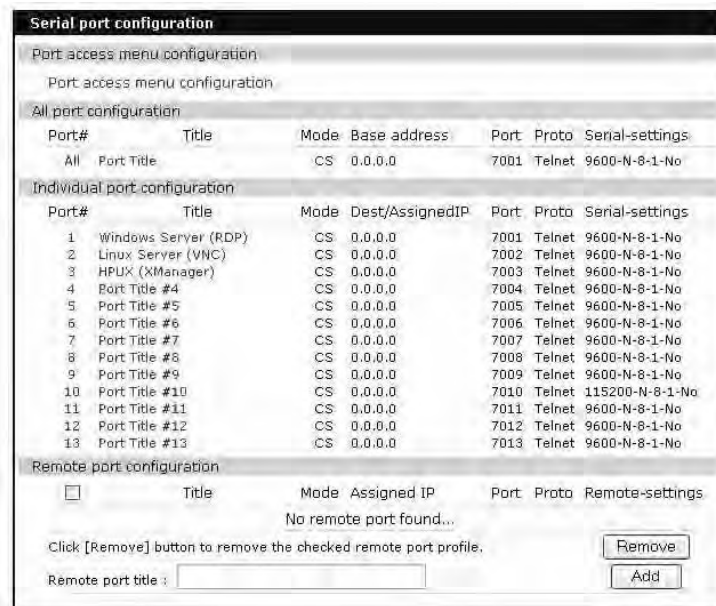 Serial port configuration
Port access menu configuration
Port access menu configuration
All port configuration
Port# Title Mode Base address Port Proto Serial-settings
All Port Title CS 0.0.0.0 7001 Telnet 9600-N-8-1-No
Individual port configuration
Port# Title Mode Dest/AssignedIP Port Proto Serial-settings
1 Windows Server (RDP) CS 0.0.0.0 7001 Telnet 9600-N-8-1-No
2 Linux Server (VNC) CS 0.0.0.0 7002 Telnet 9600-N-8-1-No
3 HPUX (XManager) CS 0.0.0.0 7003 Telnet 9600-N-8-1-No
4 Port Title #4 CS 0.0.0.0 7004 Telnet 9600-N-8-1-No
5 Port Title #5 CS 0.0.0.0 7005 Telnet 9600-N-8-1-No
6 Port Title #6 CS 0.0.0.0 7006 Telnet 9600-N-8-1-No
7 Port Title #7 CS 0.0.0.0 7007 Telnet 9600-N-8-1-No
8 Port Title #8 CS 0.0.0.0 7008 Telnet 9600-N-8-1-No
9 Port Title #9 CS 0.0.0.0 7009 Telnet 9600-N-8-1-No
10 Port Title #10 CS 0.0.0.0 7010 Telnet 115200-N-8-1-No
11 Port Title #11 CS 0.0.0.0 7011 Telnet 9600-N-8-1-No
12 Port Title #12 CS 0.0.0.0 7012 Telnet 9600-N-8-1-No
13 Port Title #13 CS 0.0.0.0 7013 Telnet 9600-N-8-1-No
Remote port configuration
Title Mode Assigned IP Port Proto Remote-settings
No remote port found...
Click [Remove] button to remove the checked remote port profile. Remove
Remote port title : Add